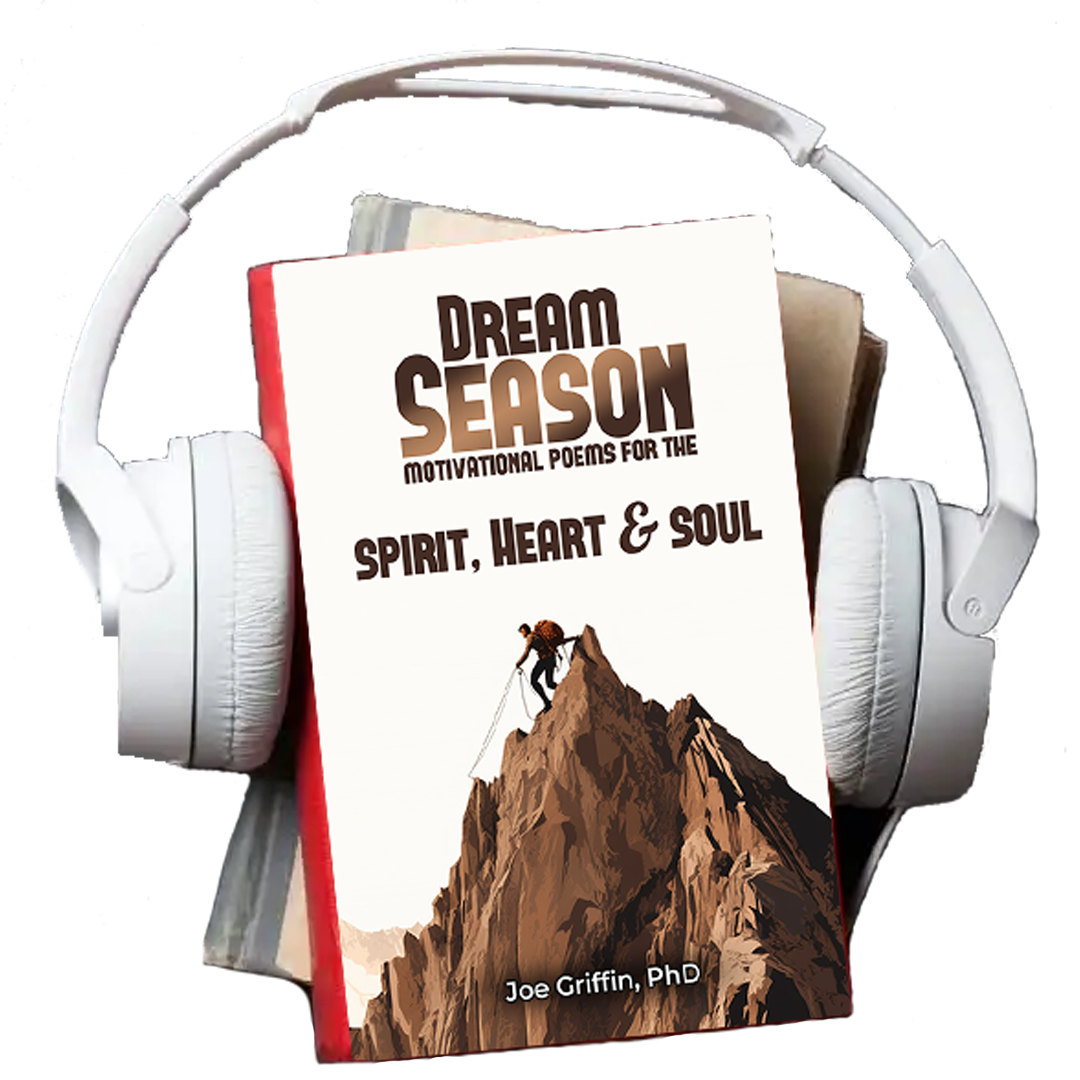 DREAM
SEASON
MOTIVATIONAL POEMS FOR THE
SPIRIT, HEART & SOUL
Joe Griffin, PhD